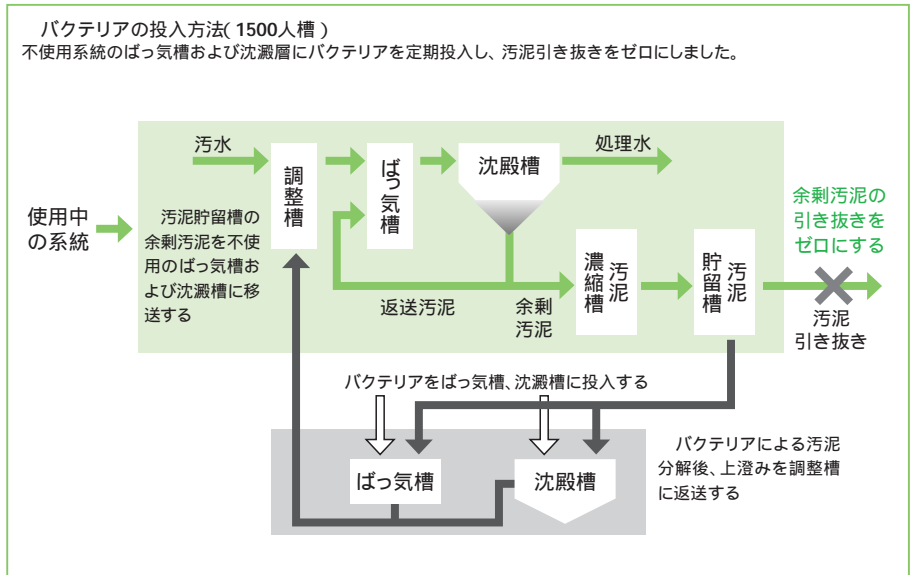 バクテリアの投入方法(1500人槽)
不使用系統のばっ気槽および沈澱層にバクテリアを定期投入し、汚泥引き抜きをゼロにしました。
汚水
調整槽
ばっ気槽
沈殿槽
処理水
使用中
の系統
汚泥貯留槽の
余剰汚泥を不使
用のばっ気槽お
よび沈澱槽に移
送する
返送汚泥
余剰
汚泥
汚泥
濃縮槽
汚泥
貯留槽
余剰汚泥の
引き抜きを
ゼロにする
汚泥
引き抜き
バクテリアをばっ気槽、沈澱槽に投入する
ばっ気槽
沈殿槽
バクテリアによる汚泥
分解後、上澄みを調整槽
に返送する